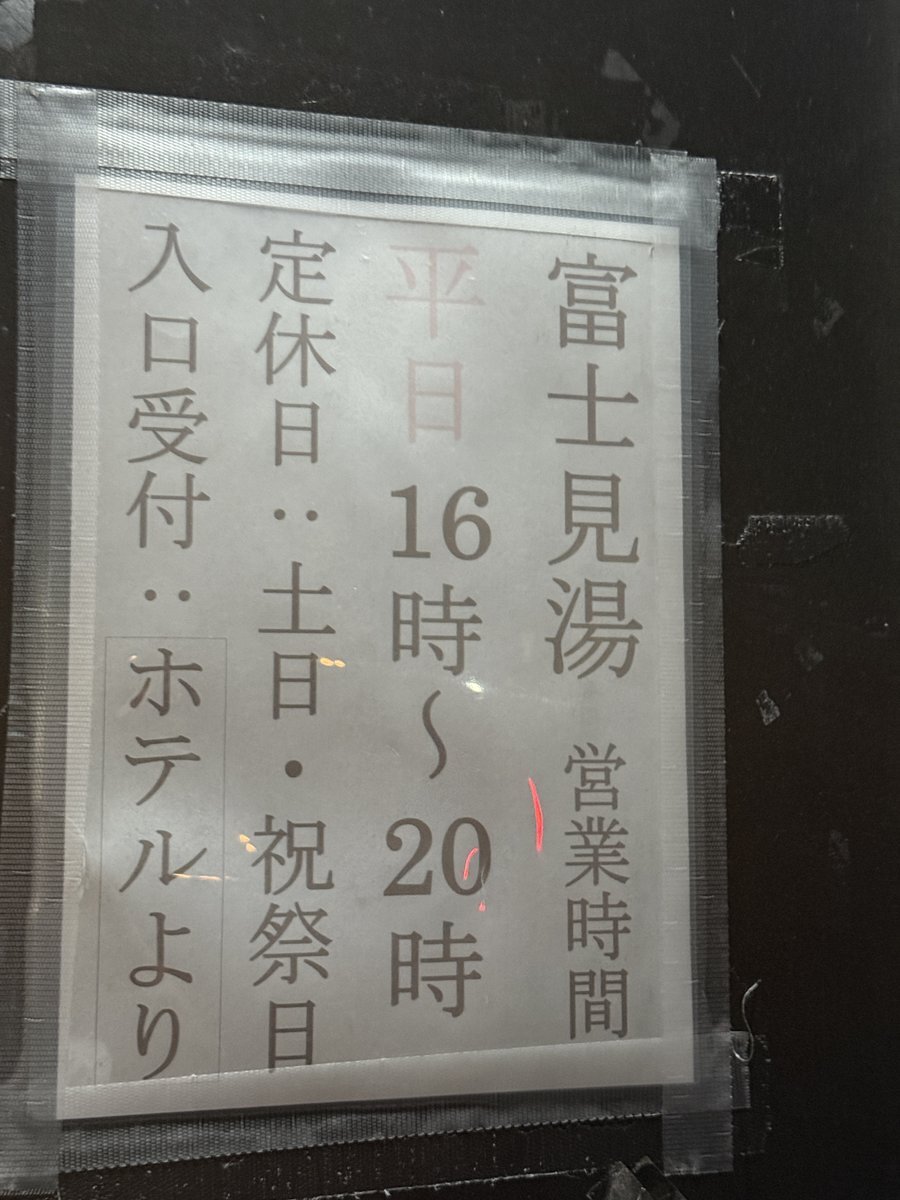 富士見湯 営業時間
平日 16時〜20時
定休日:土日・祝祭日
入口受付:ホテルより